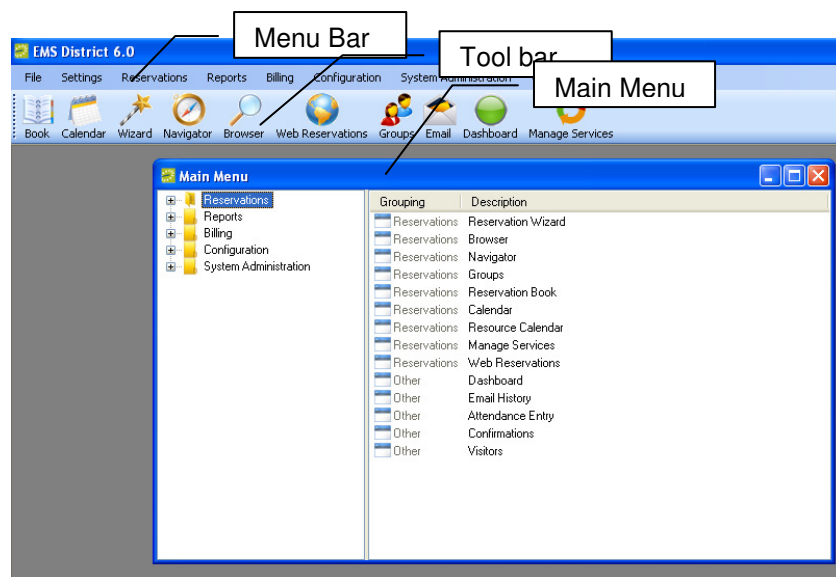 Menu Bar
EMS District 6.0
Tool bar
File Settings Reservations Reports Billing Configuration System Administration
Main Menu
Book Calendar Wizard Navigator Browser Web Reservations Groups Email Dashboard Manage Services
Main Menu
Reservations
Reports
Billing
Configuration
System Administration
Grouping Description
Reservations Reservation Wizard
Reservations Browser
Reservations Navigator
Reservations Groups
Reservations Reservation Book
Reservations Calendar
Reservations Resource Calendar
Reservations Manage Services
Reservations Web Reservations
Other Dashboard
Other Email History
Other Attendance Entry
Other Confirmations
Other Visitors